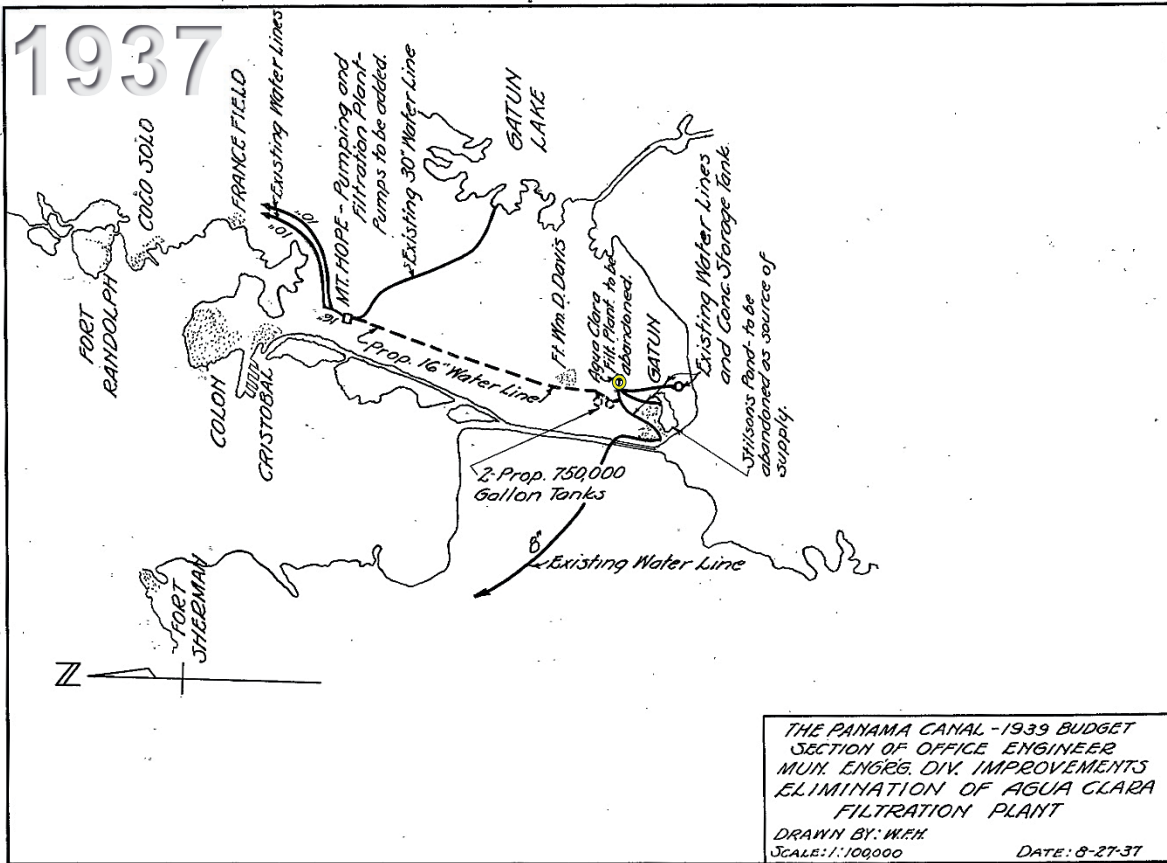 1937
FORT
RANDOLPH
COCO SOLO
FRANCE FIELD
Existing Water Lines
10"
10"
16"
MT. HOPE - Pumping and
Filtration Plant-
Pumps to be added.
Existing 30" Water Line
GATUN
LAKE
COLON
CRISTOBAL
Prop. 16" Water Line
Ft. Wm. D. Davis
Agua Clara
Filt. Plant. to be
abandoned.
GATUN
Existing Water Lines
and Conc. Storage Tank.
Stilsons Pond - to be
abandoned as source of
supply.
2-Prop. 750,000
Gallon Tanks
8"
Existing Water Line
FORT
SHERMAN
N
THE PANAMA CANAL - 1939 BUDGET
SECTION OF OFFICE ENGINEER
MUN. ENGRG. DIV. IMPROVEMENTS
ELIMINATION OF AGUA CLARA
FILTRATION PLANT
DRAWN BY: W.F.H.
SCALE: 1:100,000
DATE: 8-27-37